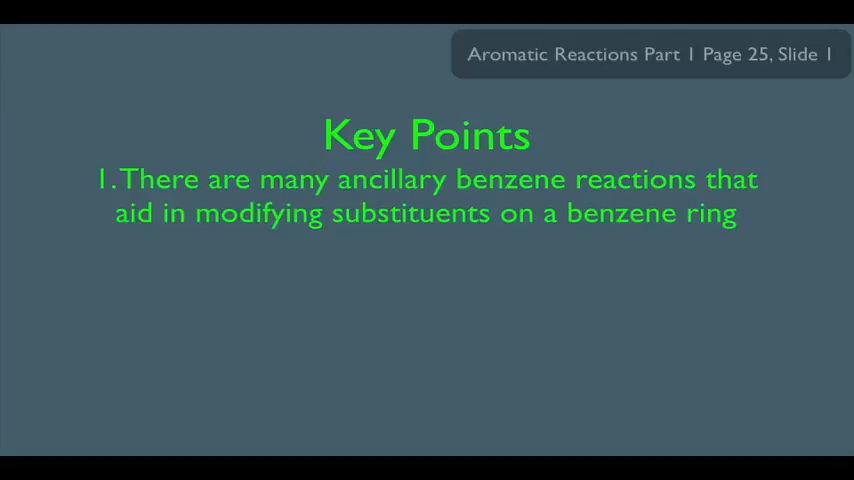 Aromatic Reactions Part 1 Page 25, Slide 1
Key Points
1. There are many ancillary benzene reactions that
aid in modifying substituents on a benzene ring